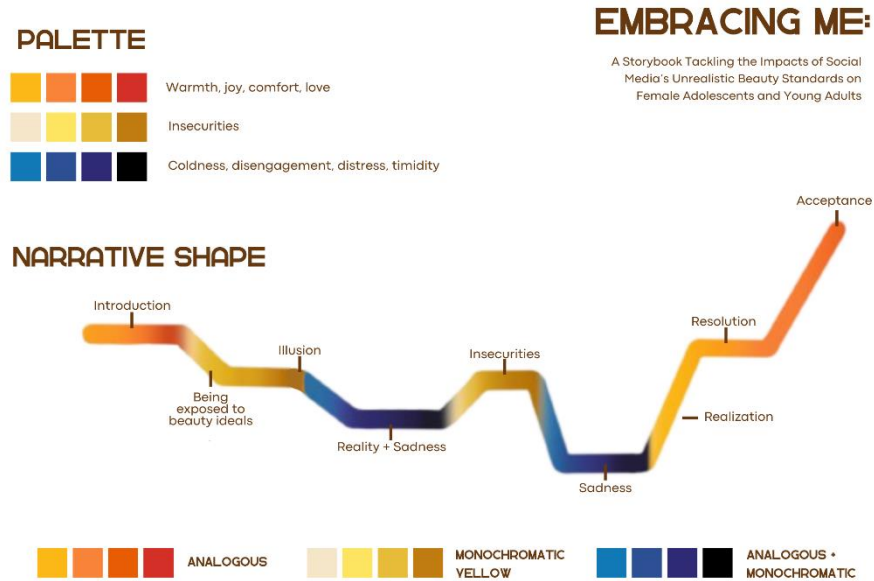 PALETTE
Warmth, joy, comfort, love
Insecurities
Coldness, disengagement, distress, timidity
EMBRACING ME:
A Storybook Tackling the Impacts of Social
Media's Unrealistic Beauty Standards on
Female Adolescents and Young Adults
NARRATIVE SHAPE
Introduction
Being
exposed to
beauty ideals
Illusion
Reality + Sadness
Insecurities
Sadness
Realization
Resolution
Acceptance
ANALOGOUS
MONOCHROMATIC
YELLOW
ANALOGOUS +
MONOCHROMATIC